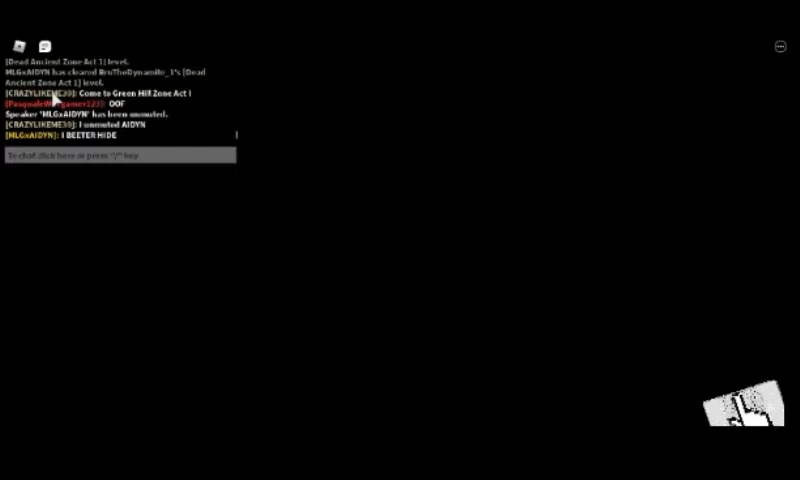 [Dead Ancient Zone Act 1] level.
MLGxAIDYN has cleared BruTheDynamite_1's [Dead
Ancient Zone Act 1] level.
[CRAZYLIKEME30]: Come to Green Hill Zone Act 1
OOF
Speaker 'MLGxAIDYN' has been unmuted.
[CRAZYLIKEME30]: I unmuted AIDYN
[MLGxAIDYN]: I BEETER HIDE
To chat click here or press "/" key